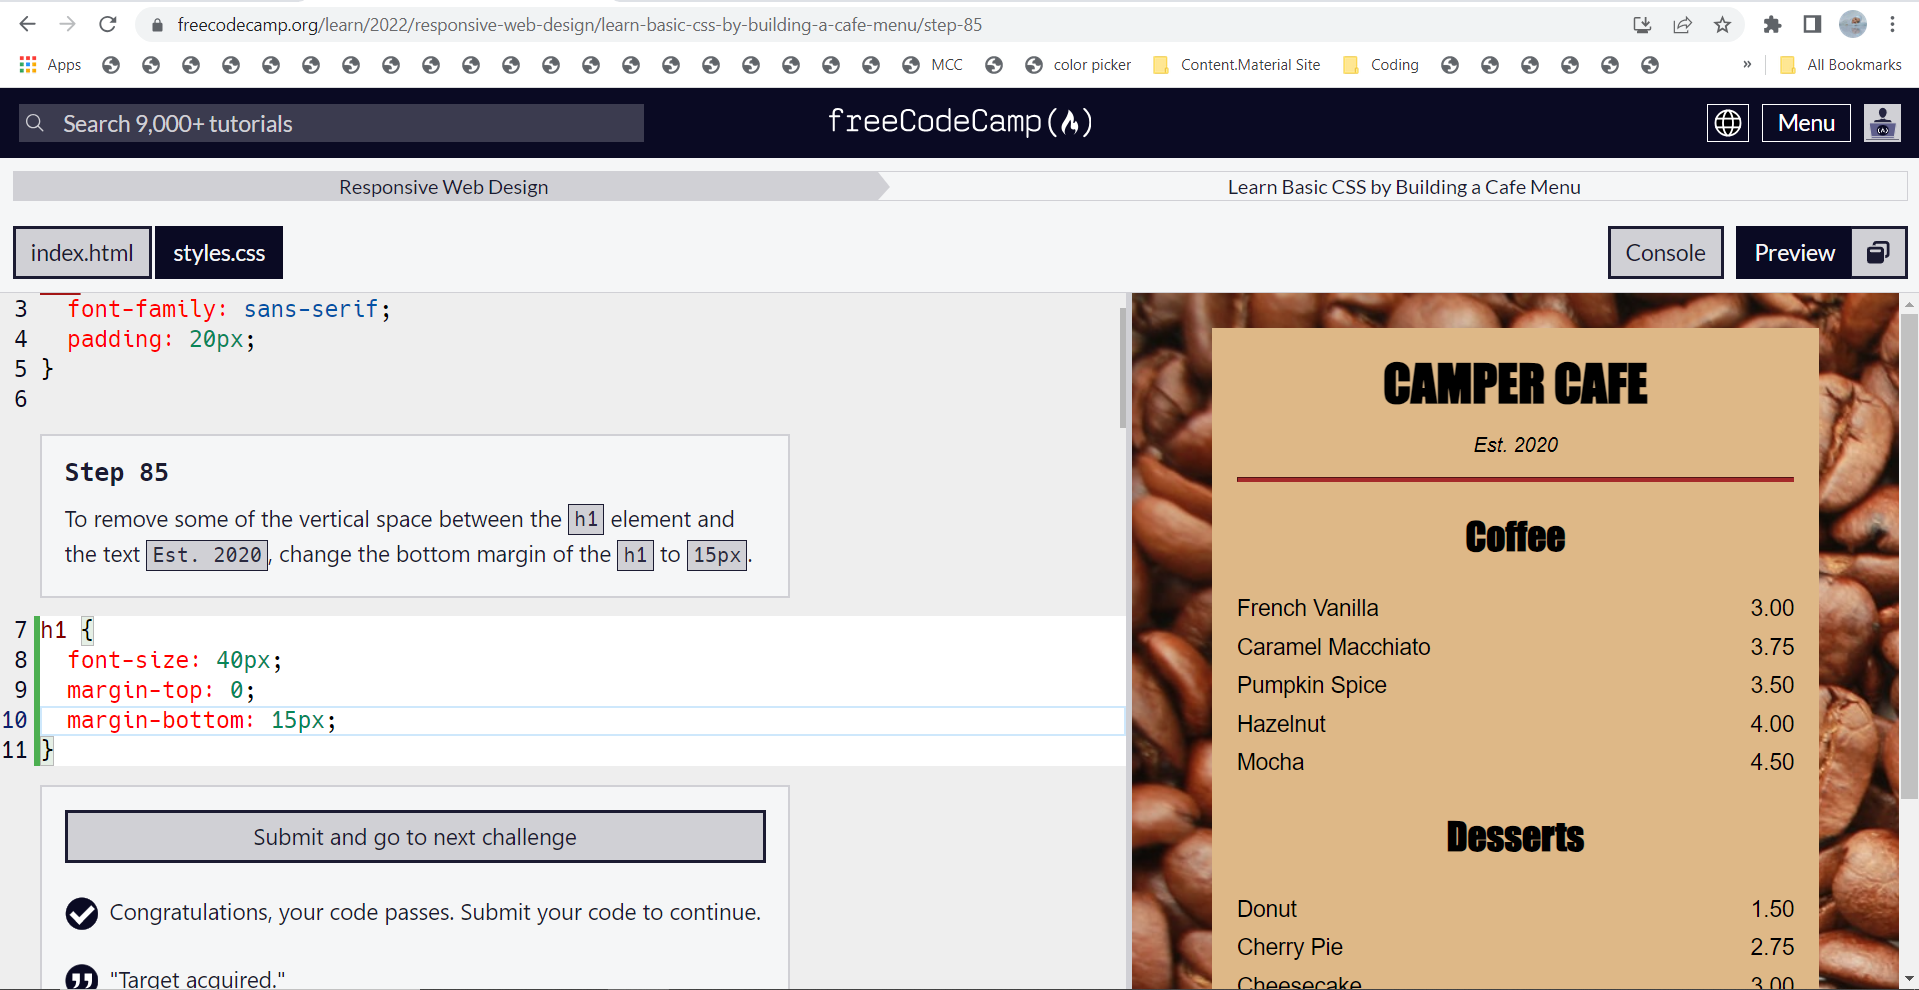 freecodecamp.org/learn/2022/responsive-web-design/learn-basic-css-by-building-a-cafe-menu/step-85
Apps MCC color picker Content.Material Site Coding » All Bookmarks
Search 9,000+ tutorials freeCodeCamp(🔥) Menu
Responsive Web Design Learn Basic CSS by Building a Cafe Menu
index.html styles.css Console Preview
3 font-family: sans-serif;
4 padding: 20px;
5 }
6
Step 85
To remove some of the vertical space between the h1 element and
the text Est. 2020, change the bottom margin of the h1 to 15px.
7 h1 {
8 font-size: 40px;
9 margin-top: 0;
10 margin-bottom: 15px;
11 }
Submit and go to next challenge
Congratulations, your code passes. Submit your code to continue.
"Target acquired."
CAMPER CAFE
Est. 2020
Coffee
French Vanilla 3.00
Caramel Macchiato 3.75
Pumpkin Spice 3.50
Hazelnut 4.00
Mocha 4.50
Desserts
Donut 1.50
Cherry Pie 2.75
Cheesecake 3.00